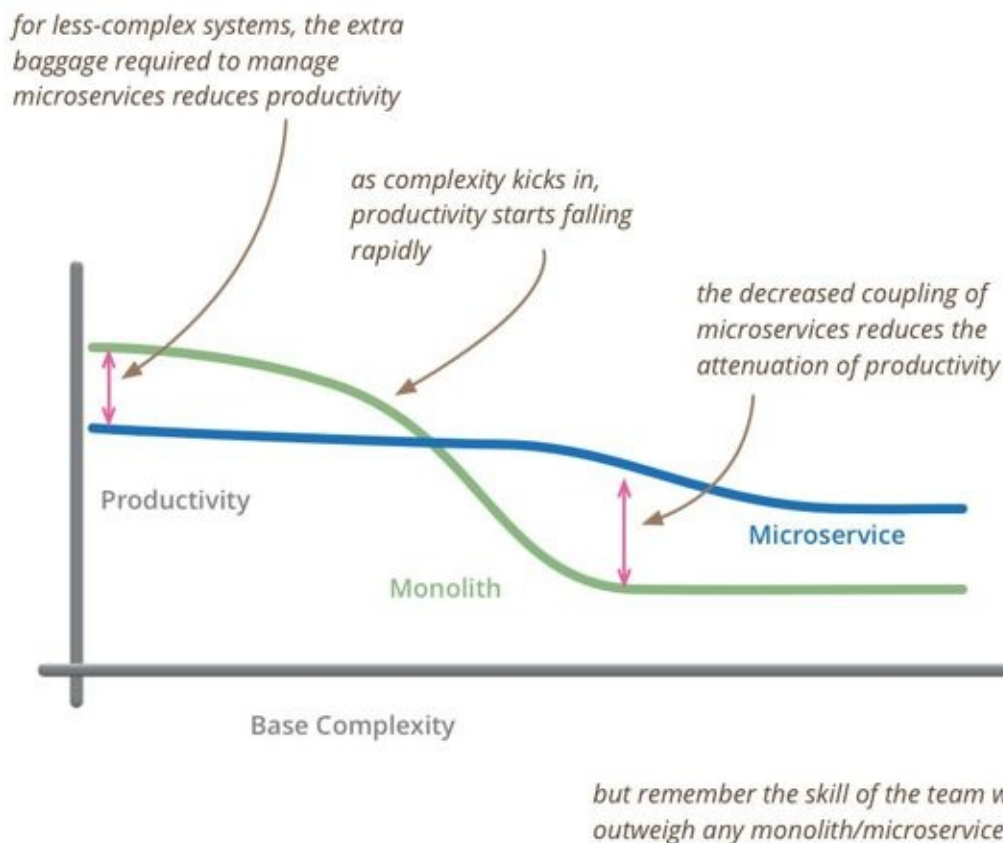 for less-complex systems, the extra
baggage required to manage
microservices reduces productivity
as complexity kicks in,
productivity starts falling
rapidly
the decreased coupling of
microservices reduces the
attenuation of productivity
Productivity
Microservice
Monolith
Base Complexity
but remember the skill of the team w
outweigh any monolith/microservice